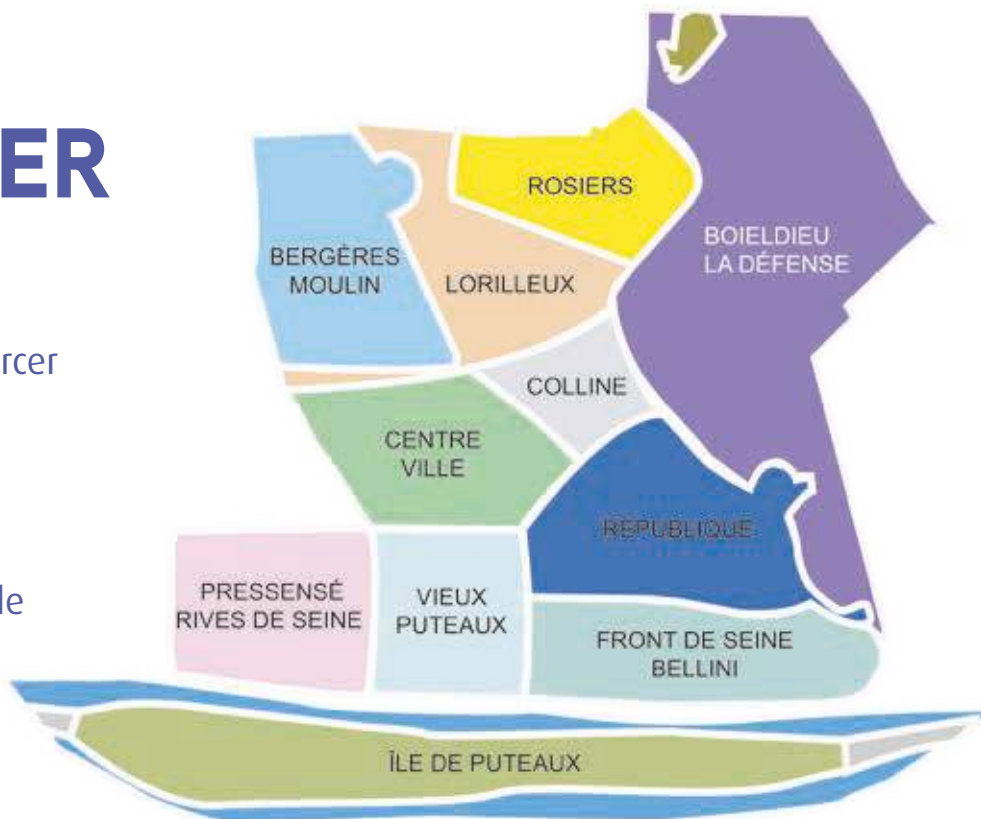 ER
rcer
le
ROSIERS
BOIELDIEU
LA DÉFENSE
BERGÈRES
MOULIN
LORILLEUX
COLLINE
CENTRE
VILLE
RÉPUBLIQUE
PRESSENSÉ
RIVES DE SEINE
VIEUX
PUTEAUX
FRONT DE SEINE
BELLINI
ÎLE DE PUTEAUX